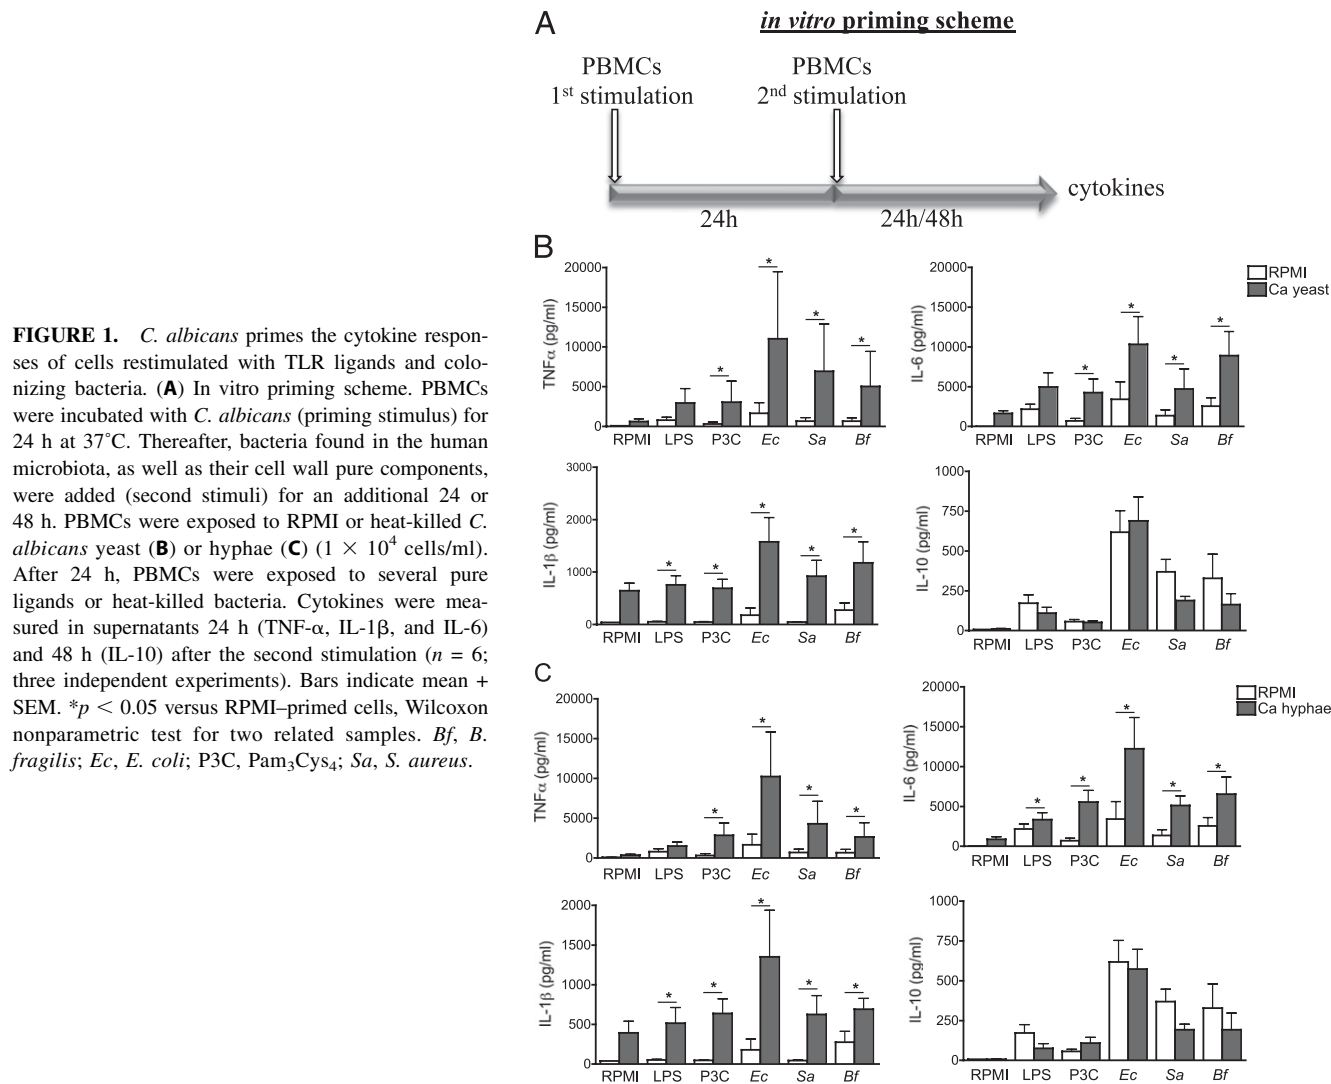 FIGURE 1. C. albicans primes the cytokine respon-
ses of cells restimulated with TLR ligands and colo-
nizing bacteria. (A) In vitro priming scheme. PBMCs
were incubated with C. albicans (priming stimulus) for
24 h at 37˚C. Thereafter, bacteria found in the human
microbiota, as well as their cell wall pure components,
were added (second stimuli) for an additional 24 or
48 h. PBMCs were exposed to RPMI or heat-killed C.
albicans yeast (B) or hyphae (C) (1 × 10⁴ cells/ml).
After 24 h, PBMCs were exposed to several pure
ligands or heat-killed bacteria. Cytokines were mea-
sured in supernatants 24 h (TNF-α, IL-1β, and IL-6)
and 48 h (IL-10) after the second stimulation (n = 6;
three independent experiments). Bars indicate mean +
SEM. *p < 0.05 versus RPMI–primed cells, Wilcoxon
nonparametric test for two related samples. Bf, B.
fragilis; Ec, E. coli; P3C, Pam₃Cys₄; Sa, S. aureus.
A
in vitro priming scheme
PBMCs
1st stimulation
PBMCs
2nd stimulation
cytokines
24h
24h/48h
B
TNFα (pg/ml)
20000
15000
10000
5000
0
* * * *
RPMI LPS P3C Ec Sa Bf
IL-6 (pg/ml)
20000
15000
10000
5000
0
* * * *
RPMI LPS P3C Ec Sa Bf
RPMI
Ca yeast
IL-1β (pg/ml)
3000
2000
1000
0
* * * * *
RPMI LPS P3C Ec Sa Bf
IL-10 (pg/ml)
1000
750
500
250
0
RPMI LPS P3C Ec Sa Bf
C
TNFα (pg/ml)
20000
15000
10000
5000
0
* * * *
RPMI LPS P3C Ec Sa Bf
IL-6 (pg/ml)
20000
15000
10000
5000
0
* * * * *
RPMI LPS P3C Ec Sa Bf
RPMI
Ca hyphae
IL-1β (pg/ml)
2000
1500
1000
500
0
* * * * *
RPMI LPS P3C Ec Sa Bf
IL-10 (pg/ml)
1000
750
500
250
0
RPMI LPS P3C Ec Sa Bf